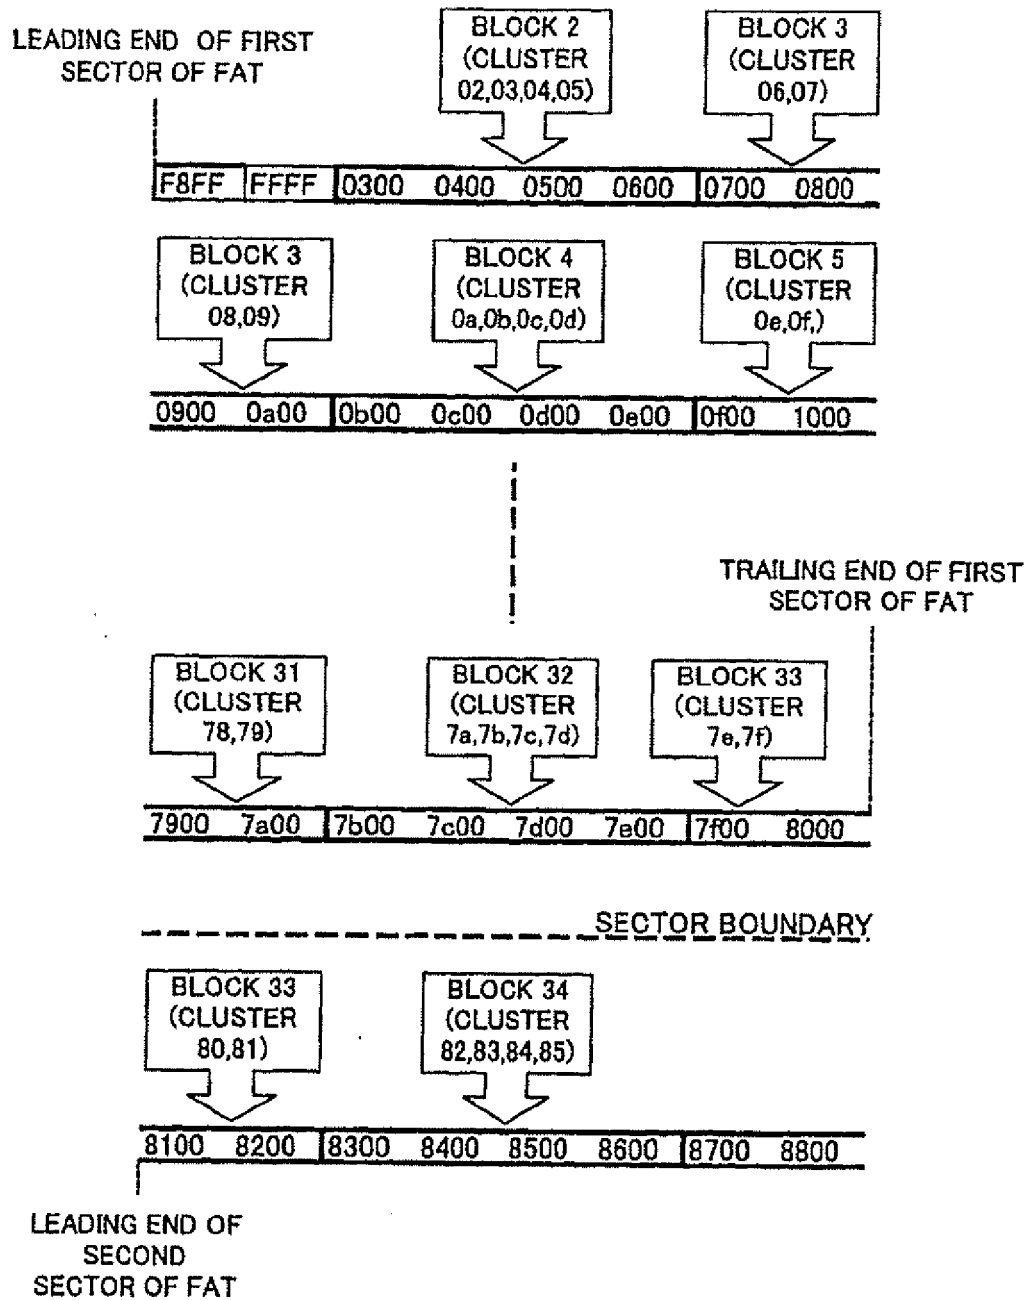 LEADING END OF FIRST
SECTOR OF FAT
BLOCK 2
(CLUSTER
02,03,04,05)
BLOCK 3
(CLUSTER
06,07)
F8FF FFFF 0300 0400 0500 0600 0700 0800
BLOCK 3
(CLUSTER
08,09)
BLOCK 4
(CLUSTER
0a,0b,0c,0d)
BLOCK 5
(CLUSTER
0e,0f,)
0900 0a00 0b00 0c00 0d00 0e00 0f00 1000
TRAILING END OF FIRST
SECTOR OF FAT
BLOCK 31
(CLUSTER
78,79)
BLOCK 32
(CLUSTER
7a,7b,7c,7d)
BLOCK 33
(CLUSTER
7e,7f)
7900 7a00 7b00 7c00 7d00 7e00 7f00 8000
SECTOR BOUNDARY
BLOCK 33
(CLUSTER
80,81)
BLOCK 34
(CLUSTER
82,83,84,85)
8100 8200 8300 8400 8500 8600 8700 8800
LEADING END OF
SECOND
SECTOR OF FAT